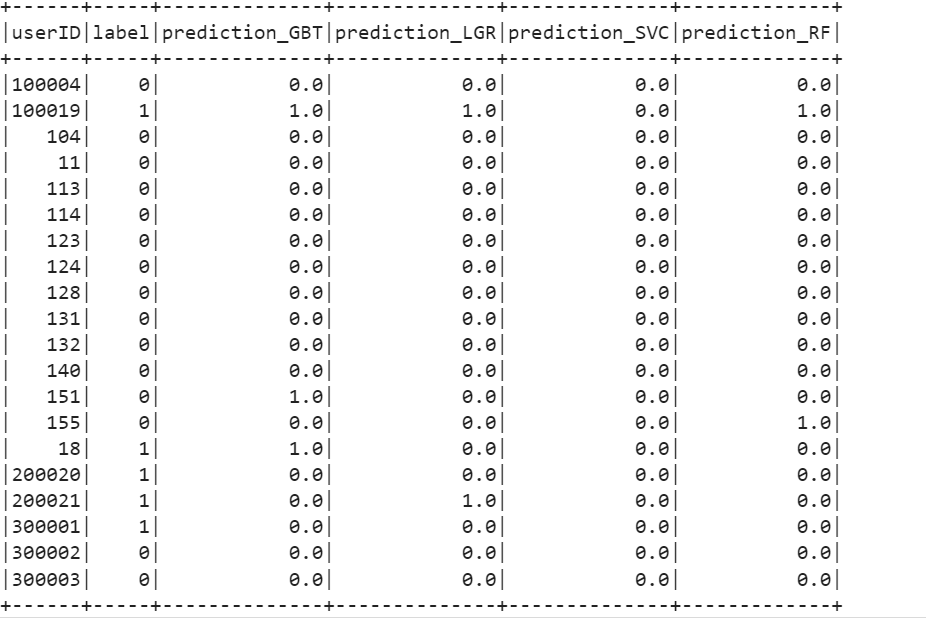 +------+-----+--------------+--------------+--------------+-------------+
|userID|label|prediction_GBT|prediction_LGR|prediction_SVC|prediction_RF|
+------+-----+--------------+--------------+--------------+-------------+
|100004|    0|           0.0|           0.0|           0.0|          0.0|
|100019|    1|           1.0|           1.0|           0.0|          1.0|
|   104|    0|           0.0|           0.0|           0.0|          0.0|
|    11|    0|           0.0|           0.0|           0.0|          0.0|
|   113|    0|           0.0|           0.0|           0.0|          0.0|
|   114|    0|           0.0|           0.0|           0.0|          0.0|
|   123|    0|           0.0|           0.0|           0.0|          0.0|
|   124|    0|           0.0|           0.0|           0.0|          0.0|
|   128|    0|           0.0|           0.0|           0.0|          0.0|
|   131|    0|           0.0|           0.0|           0.0|          0.0|
|   132|    0|           0.0|           0.0|           0.0|          0.0|
|   140|    0|           0.0|           0.0|           0.0|          0.0|
|   151|    0|           1.0|           0.0|           0.0|          0.0|
|   155|    0|           0.0|           0.0|           0.0|          1.0|
|    18|    1|           1.0|           0.0|           0.0|          0.0|
|200020|    1|           0.0|           0.0|           0.0|          0.0|
|200021|    1|           0.0|           1.0|           0.0|          0.0|
|300001|    1|           0.0|           0.0|           0.0|          0.0|
|300002|    0|           0.0|           0.0|           0.0|          0.0|
|300003|    0|           0.0|           0.0|           0.0|          0.0|
+------+-----+--------------+--------------+--------------+-------------+